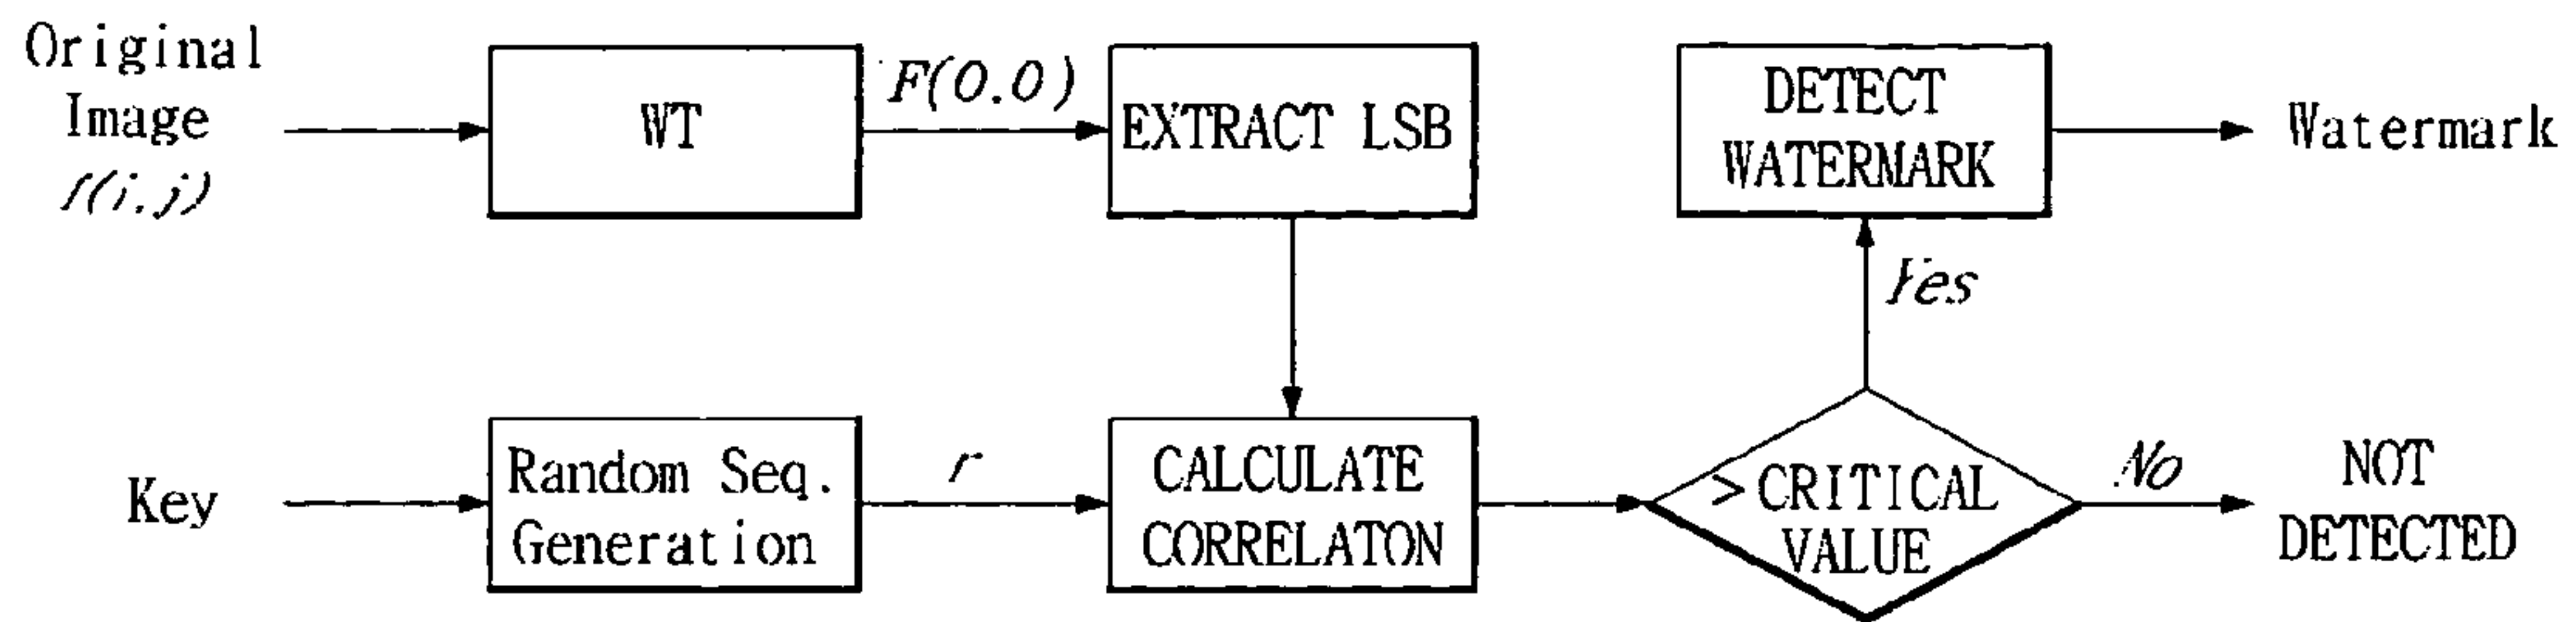 Original
Image
f(i,j)
WT
F(0.0)
EXTRACT LSB
DETECT
WATERMARK
Watermark
Yes
Key
Random Seq.
Generation
r
CALCULATE
CORRELATON
> CRITICAL
VALUE
No
NOT
DETECTED